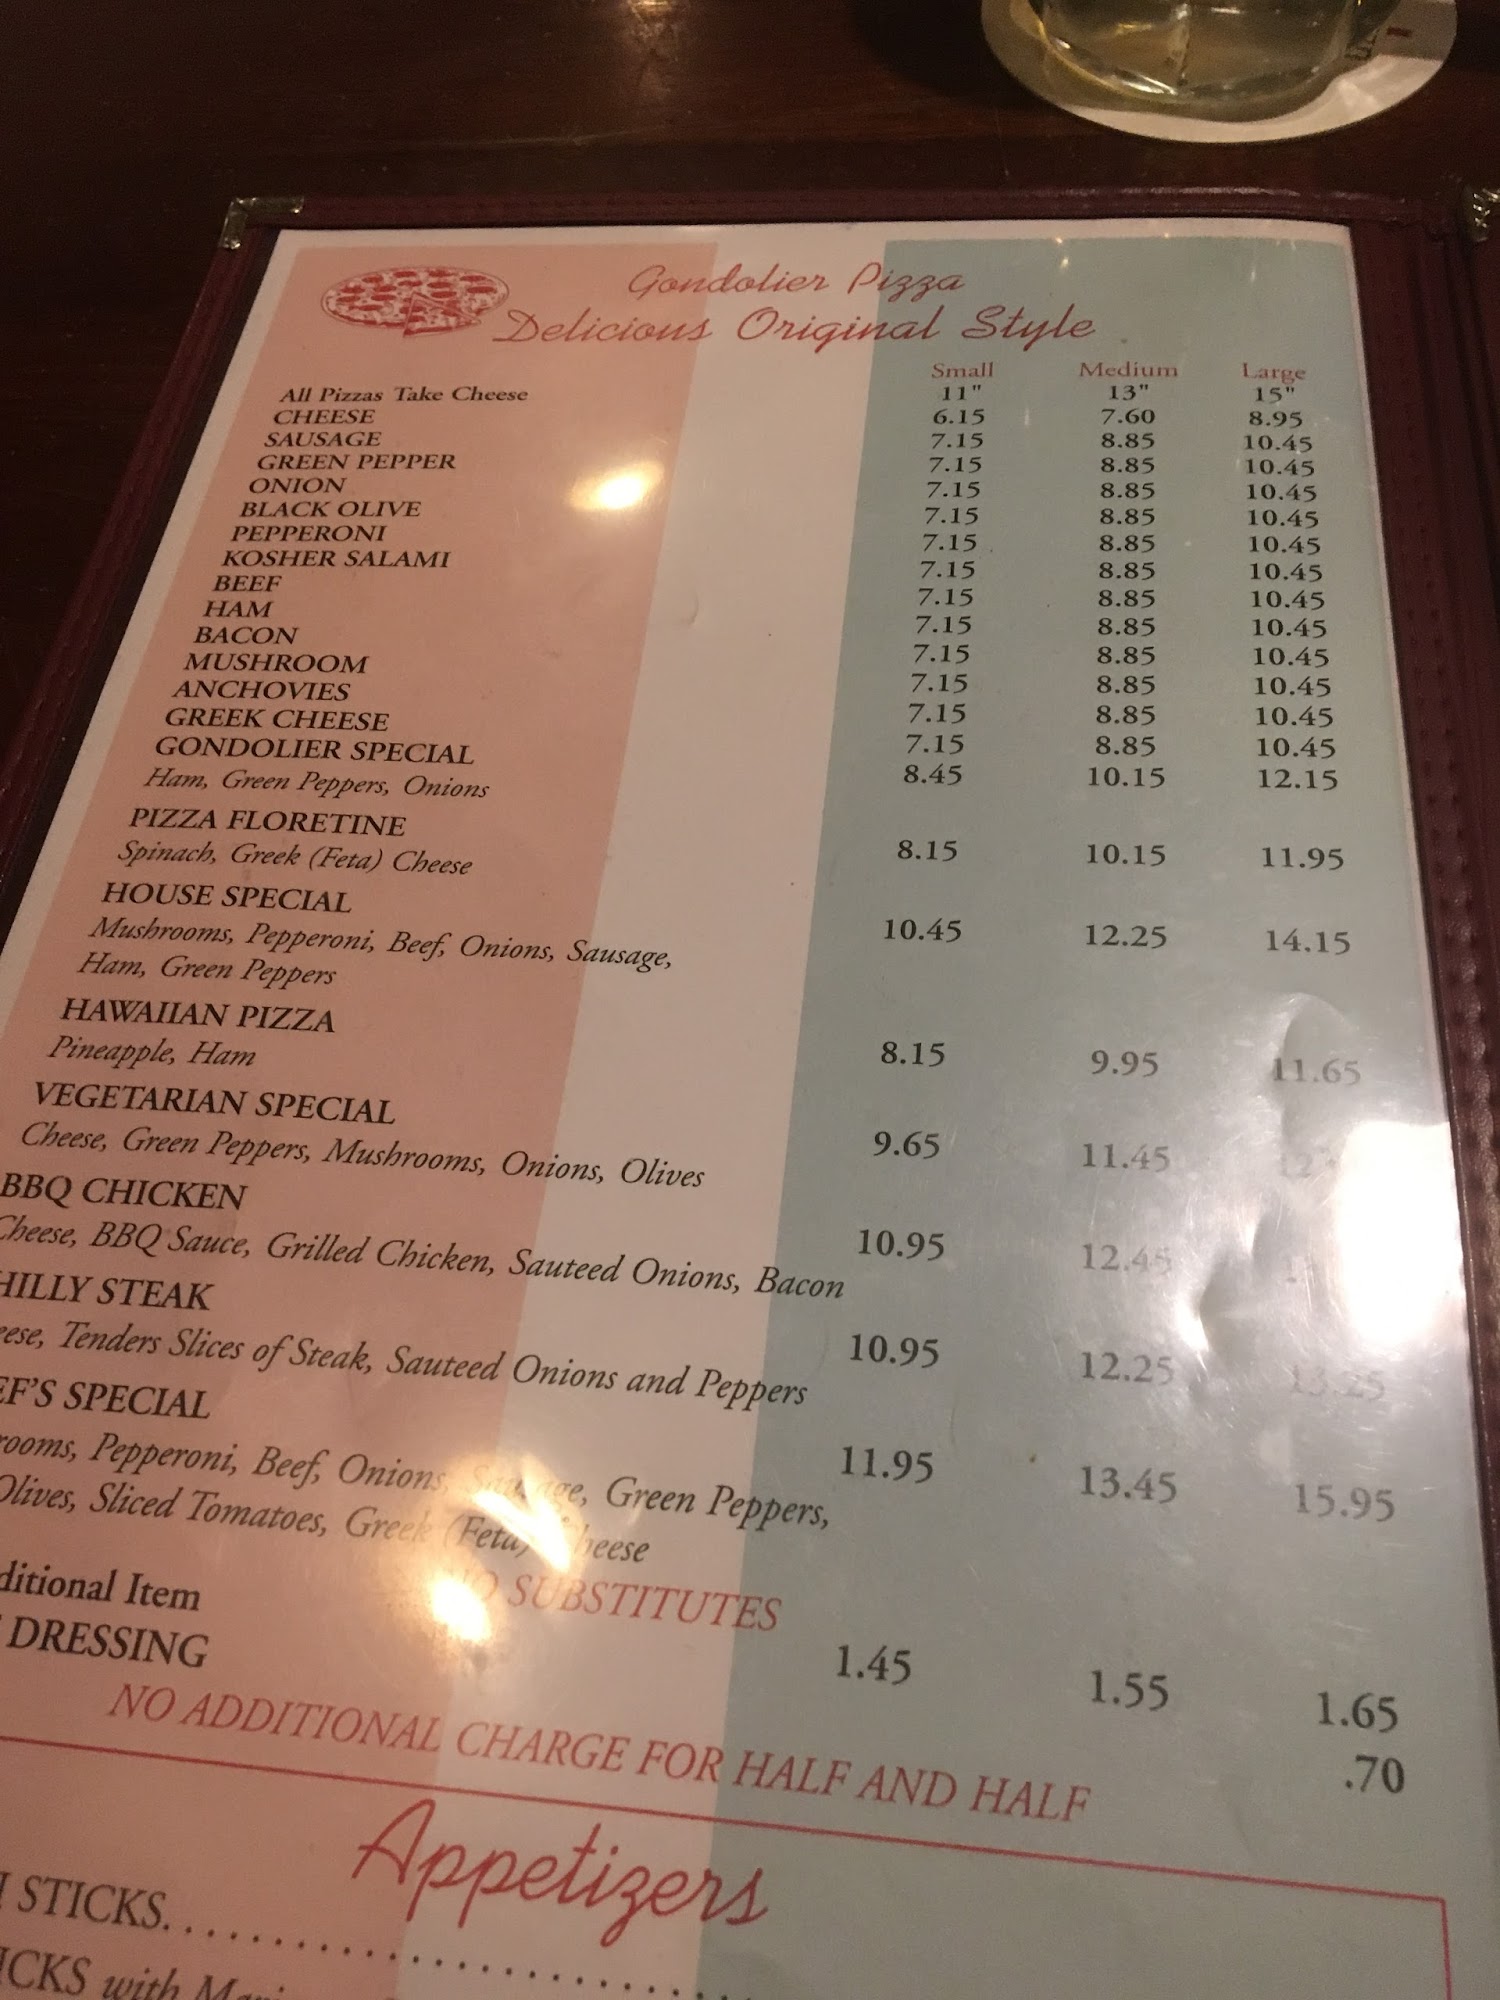 Gondolier Pizza
Delicious Original Style
Small Medium Large
All Pizzas Take Cheese 11" 13" 15"
CHEESE 6.15 7.60 8.95
SAUSAGE 7.15 8.85 10.45
GREEN PEPPER 7.15 8.85 10.45
ONION 7.15 8.85 10.45
BLACK OLIVE 7.15 8.85 10.45
PEPPERONI 7.15 8.85 10.45
KOSHER SALAMI 7.15 8.85 10.45
BEEF 7.15 8.85 10.45
HAM 7.15 8.85 10.45
BACON 7.15 8.85 10.45
MUSHROOM 7.15 8.85 10.45
ANCHOVIES 7.15 8.85 10.45
GREEK CHEESE 7.15 8.85 10.45
GONDOLIER SPECIAL 8.45 10.15 12.15
Ham, Green Peppers, Onions
PIZZA FLORETINE 8.15 10.15 11.95
Spinach, Greek (Feta) Cheese
HOUSE SPECIAL 10.45 12.25 14.15
Mushrooms, Pepperoni, Beef, Onions, Sausage,
Ham, Green Peppers
HAWAIIAN PIZZA 8.15 9.95 11.65
Pineapple, Ham
VEGETARIAN SPECIAL 9.65 11.45
Cheese, Green Peppers, Mushrooms, Onions, Olives
BBQ CHICKEN 10.95 12.45
Cheese, BBQ Sauce, Grilled Chicken, Sauteed Onions, Bacon
HILLY STEAK 10.95 12.25 13.25
eese, Tenders Slices of Steak, Sauteed Onions and Peppers
EF'S SPECIAL 11.95 13.45 15.95
rooms, Pepperoni, Beef, Onions, Sausage, Green Peppers,
Olives, Sliced Tomatoes, Greek (Feta) Cheese
NO SUBSTITUTES
ditional Item 1.45 1.55 1.65
DRESSING .70
NO ADDITIONAL CHARGE FOR HALF AND HALF
Appetizers
STICKS
ICKS with